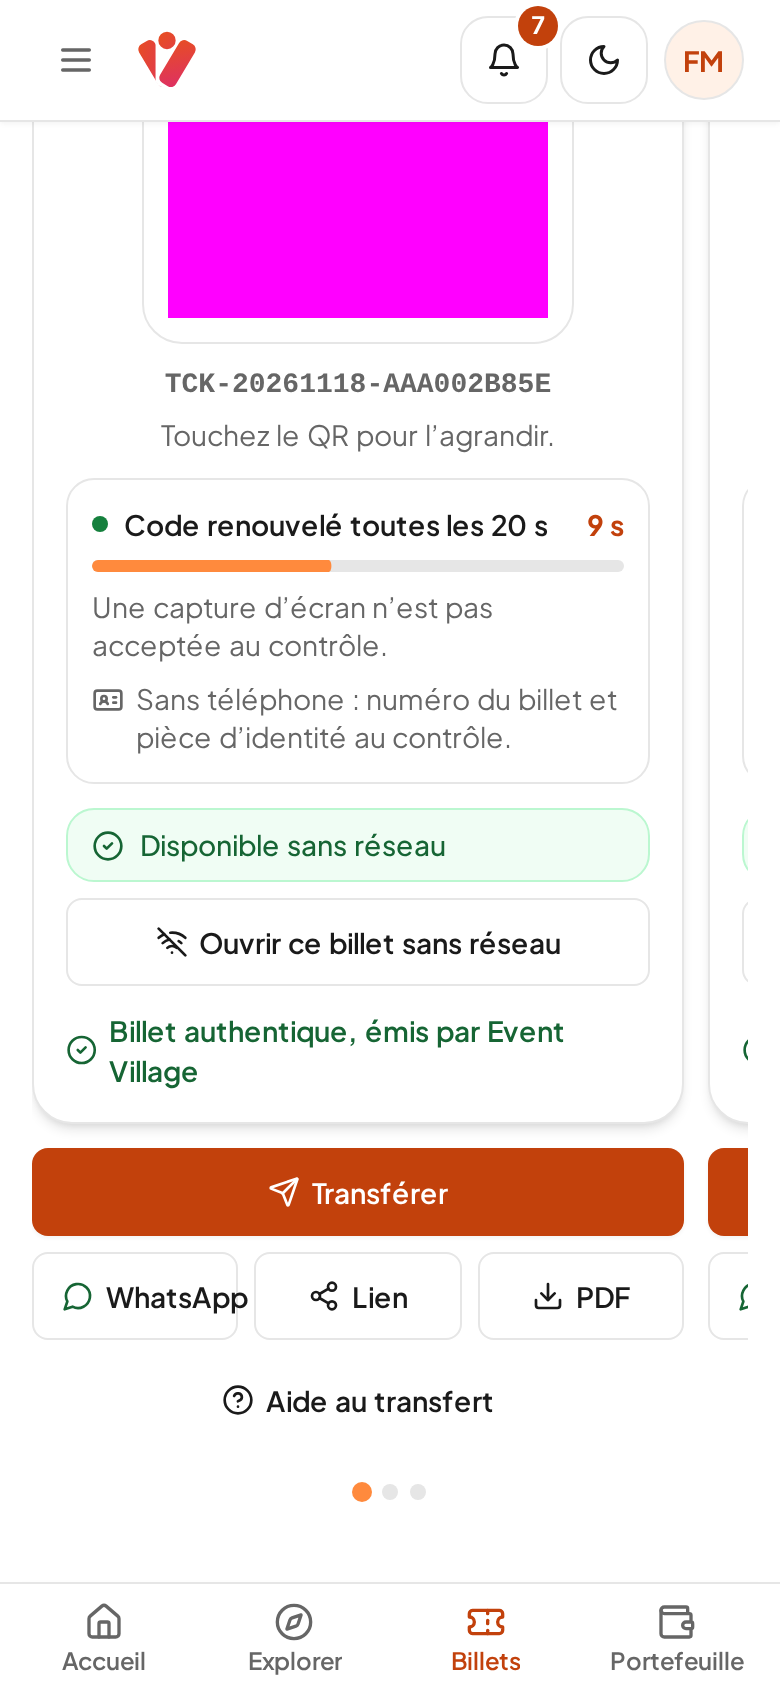 7
FM
TCK-20261118-AAA002B85E
Touchez le QR pour l’agrandir.
Code renouvelé toutes les 20 s 9 s
Une capture d’écran n’est pas
acceptée au contrôle.
Sans téléphone : numéro du billet et
pièce d’identité au contrôle.
Disponible sans réseau
Ouvrir ce billet sans réseau
Billet authentique, émis par Event
Village
Transférer
WhatsApp Lien PDF
Aide au transfert
Accueil Explorer Billets Portefeuille